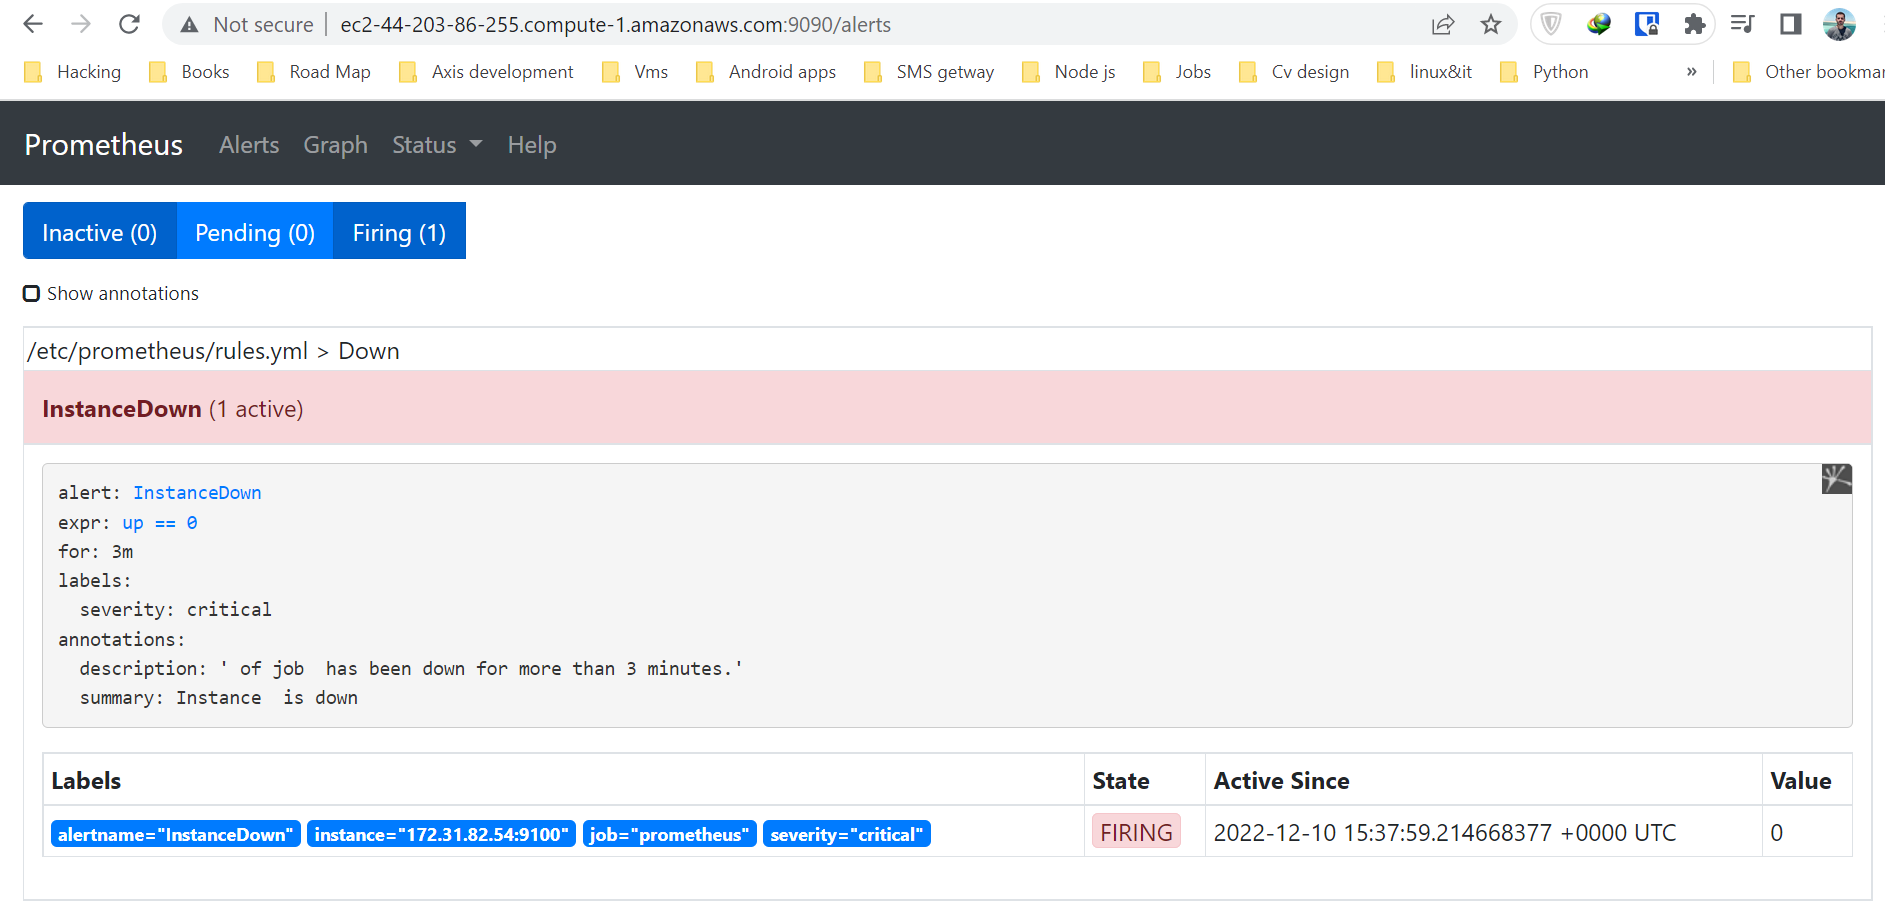 Not secure | ec2-44-203-86-255.compute-1.amazonaws.com:9090/alerts
Hacking Books Road Map Axis development Vms Android apps SMS getway Node js Jobs Cv design linux&it Python » Other bookmar
Prometheus Alerts Graph Status Help
Inactive (0) Pending (0) Firing (1)
Show annotations
/etc/prometheus/rules.yml > Down
InstanceDown (1 active)
alert: InstanceDown
expr: up == 0
for: 3m
labels:
  severity: critical
annotations:
  description: ' of job  has been down for more than 3 minutes.'
  summary: Instance  is down
Labels State Active Since Value
alertname="InstanceDown" instance="172.31.82.54:9100" job="prometheus" severity="critical" FIRING 2022-12-10 15:37:59.214668377 +0000 UTC 0